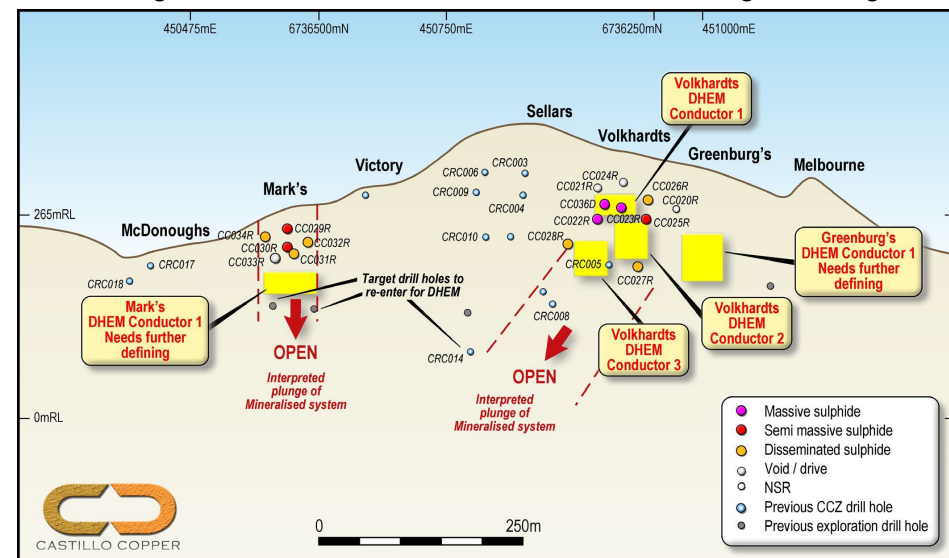 450475mE
6736500mN
450750mE
6736250mN
451000mE
Volkhardts
DHEM
Conductor 1
Sellars
Volkhardts
Greenburg's
Melbourne
Victory
Mark's
McDonoughs
265mRL
0mRL
CRC003
CRC006
CRC009
CRC004
CRC010
CC024R
CC021R
CC026R
CC036D
CC020R
CC022R
CC023R
CC025R
CC028R
CRC005
CC027R
CRC008
CC034R
CC029R
CC030R
CC032R
CC033R
CC031R
CRC017
CRC018
CRC014
Target drill holes to
re-enter for DHEM
Mark's
DHEM Conductor 1
Needs further
defining
Greenburg's
DHEM Conductor 1
Needs further
defining
Volkhardts
DHEM
Conductor 2
Volkhardts
DHEM
Conductor 3
OPEN
Interpreted
plunge of
Mineralised system
OPEN
Interpreted
plunge of
Mineralised system
Massive sulphide
Semi massive sulphide
Disseminated sulphide
Void / drive
NSR
Previous CCZ drill hole
Previous exploration drill hole
0
250m
CASTILLO COPPER